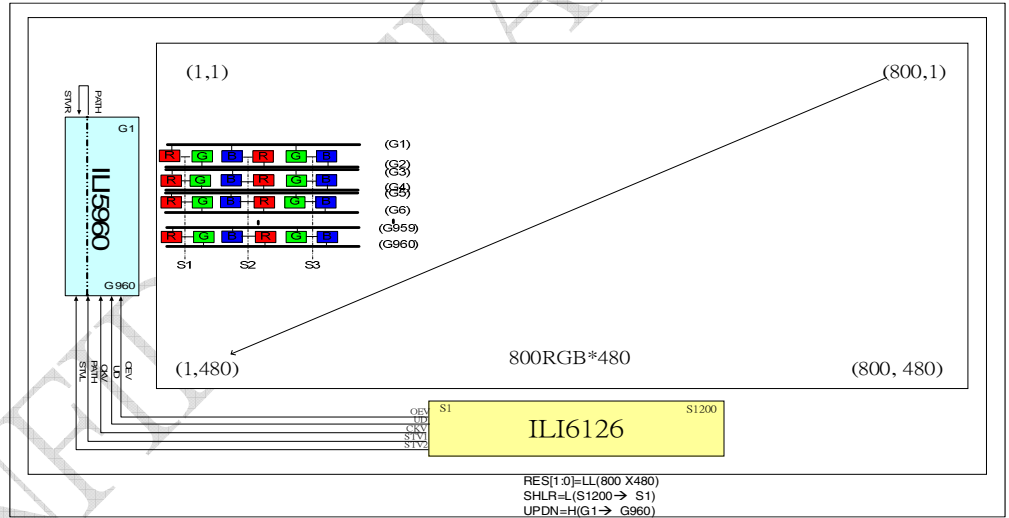 (1,1)
(800,1)
STVR
PATH
G1
ILI5960
G960
(G1)
R G B R G B
(G2)
(G3)
R G B R G B
(G4)
(G5)
R G B R G B
(G6)
(G959)
R G B R G B
(G960)
S1 S2 S3
STVL
PATH
CKV
UD
OEV
(1,480)
800RGB*480
(800, 480)
OEV
UD
CKV
STV1
STV2
S1
S1200
ILI6126
RES[1:0]=LL(800 X480)
SHLR=L(S1200→ S1)
UPDN=H(G1→ G960)